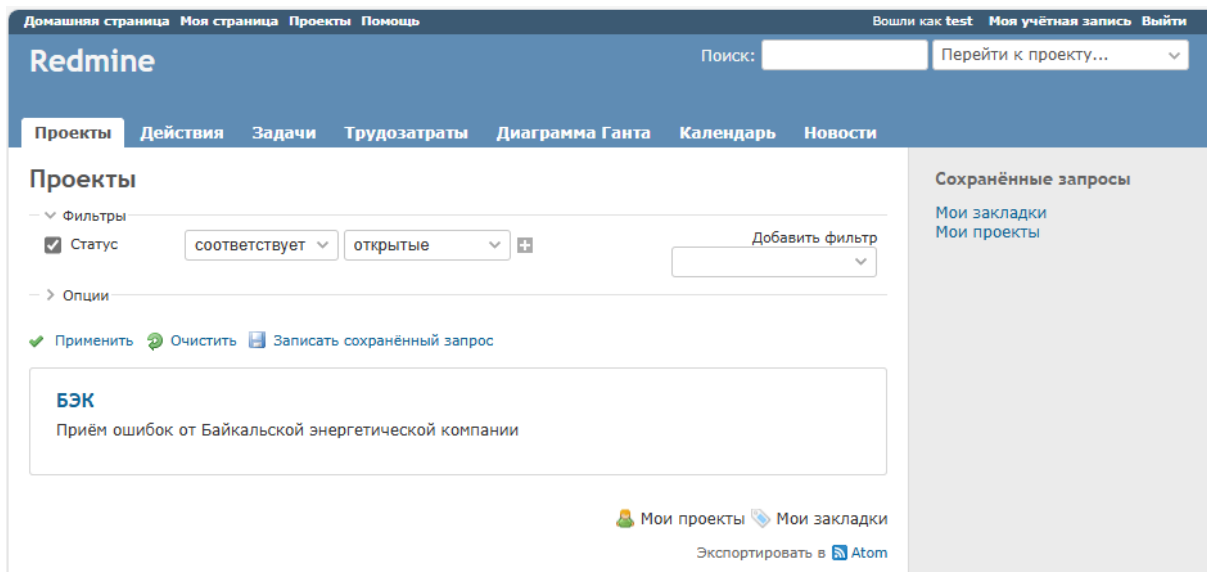 Домашняя страница Моя страница Проекты Помощь Вошли как test Моя учётная запись Выйти
Redmine Поиск: Перейти к проекту...
Проекты Действия Задачи Трудозатраты Диаграмма Ганта Календарь Новости
Проекты
Фильтры
Статус соответствует открытые Добавить фильтр
Опции
Применить Очистить Записать сохранённый запрос
БЭК
Приём ошибок от Байкальской энергетической компании
Мои проекты Мои закладки
Экспортировать в Atom
Сохранённые запросы
Мои закладки
Мои проекты